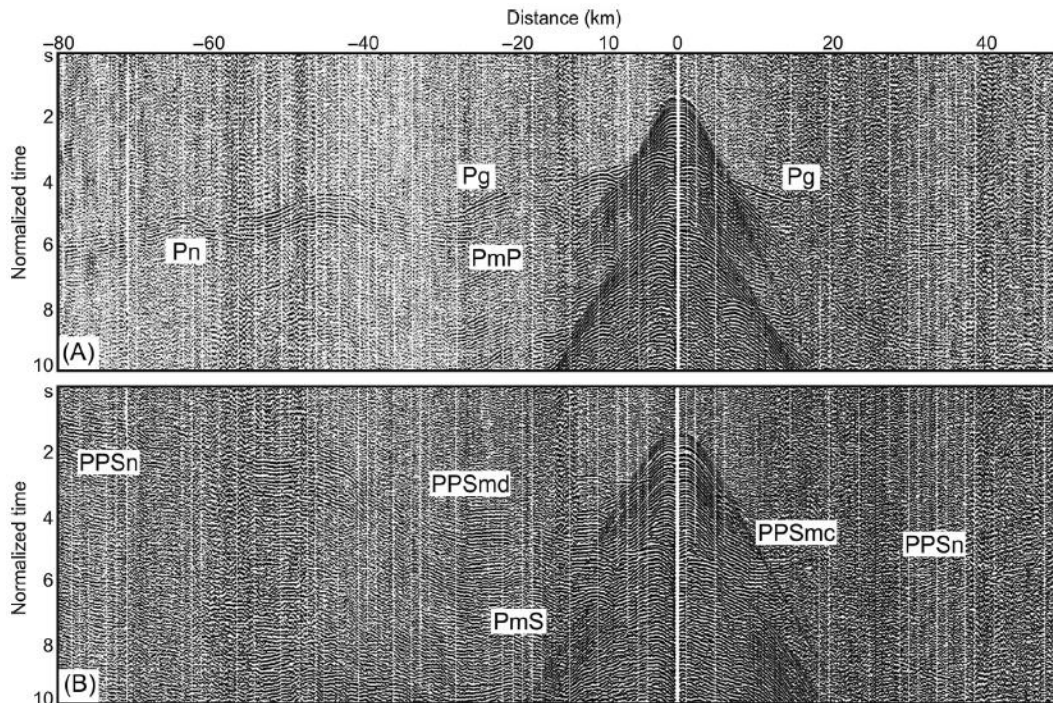 Distance (km)
–80 –60 –40 –20 10 0 20 40
s
2
4
6
8
10
Normalized time
Pg
Pg
Pn
PmP
(A)
s
2
4
6
8
10
Normalized time
PPSn
PPSmd
PPSmc
PPSn
PmS
(B)